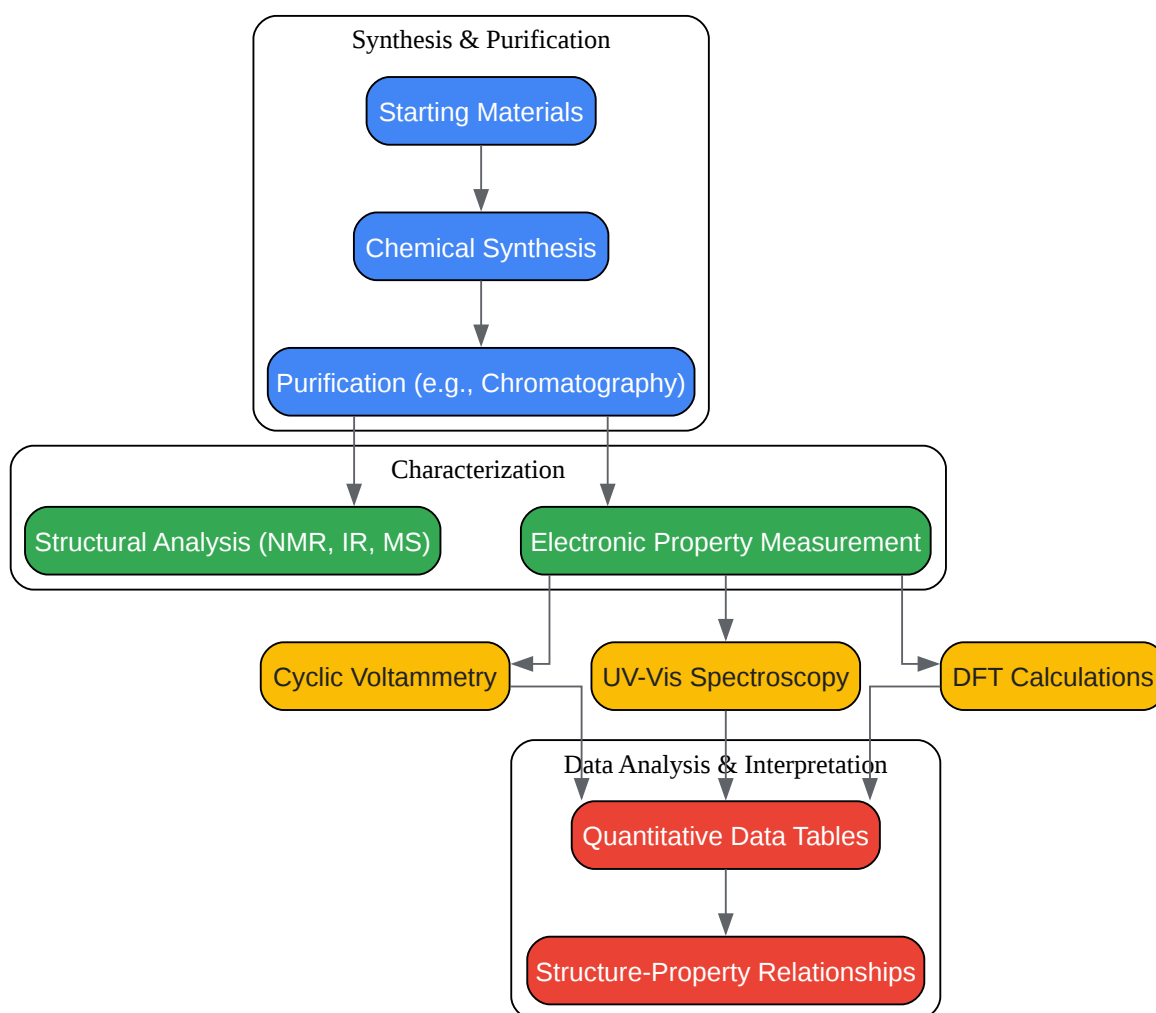 Synthesis & Purification
Starting Materials
Chemical Synthesis
Purification (e.g., Chromatography)
Characterization
Structural Analysis (NMR, IR, MS)
Electronic Property Measurement
Cyclic Voltammetry
UV-Vis Spectroscopy
DFT Calculations
Data Analysis & Interpretation
Quantitative Data Tables
Structure-Property Relationships